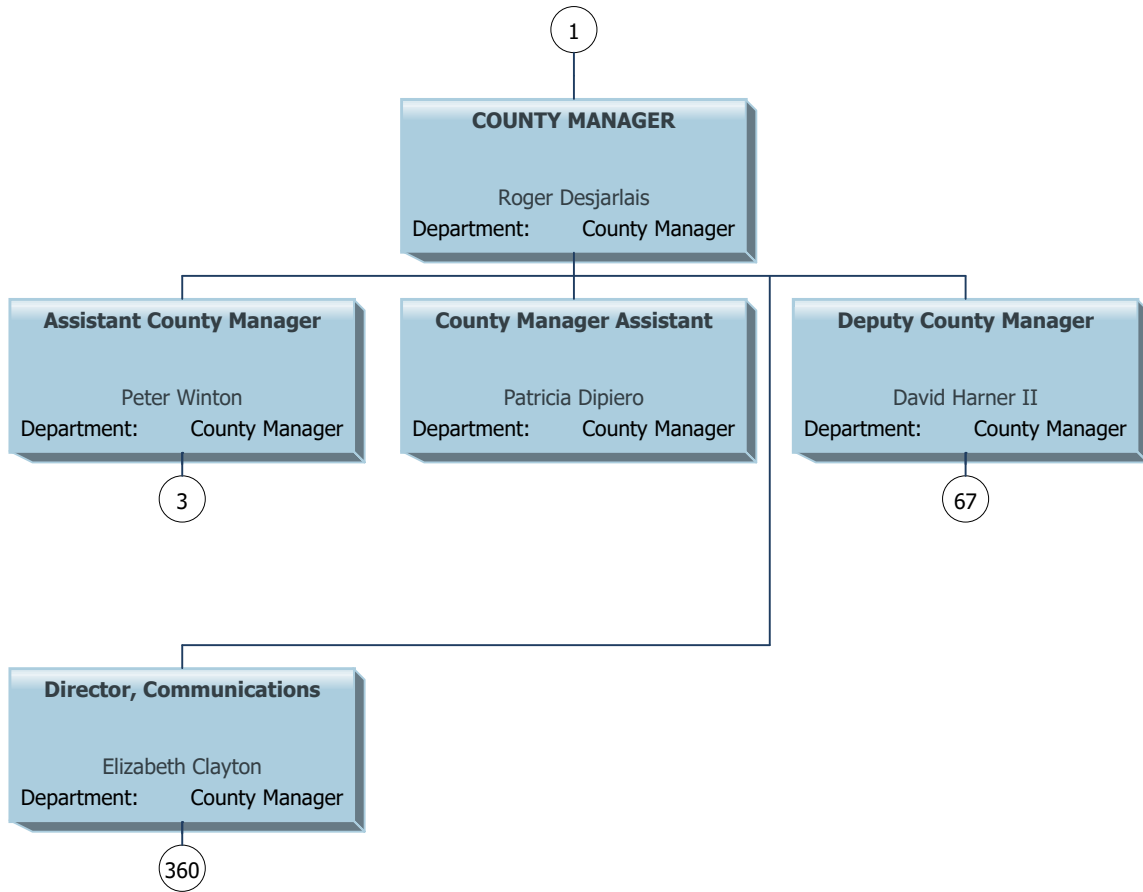 1
COUNTY MANAGER
Roger Desjarlais
Department: County Manager
Assistant County Manager
Peter Winton
Department: County Manager
3
County Manager Assistant
Patricia Dipiero
Department: County Manager
Deputy County Manager
David Harner II
Department: County Manager
67
Director, Communications
Elizabeth Clayton
Department: County Manager
360